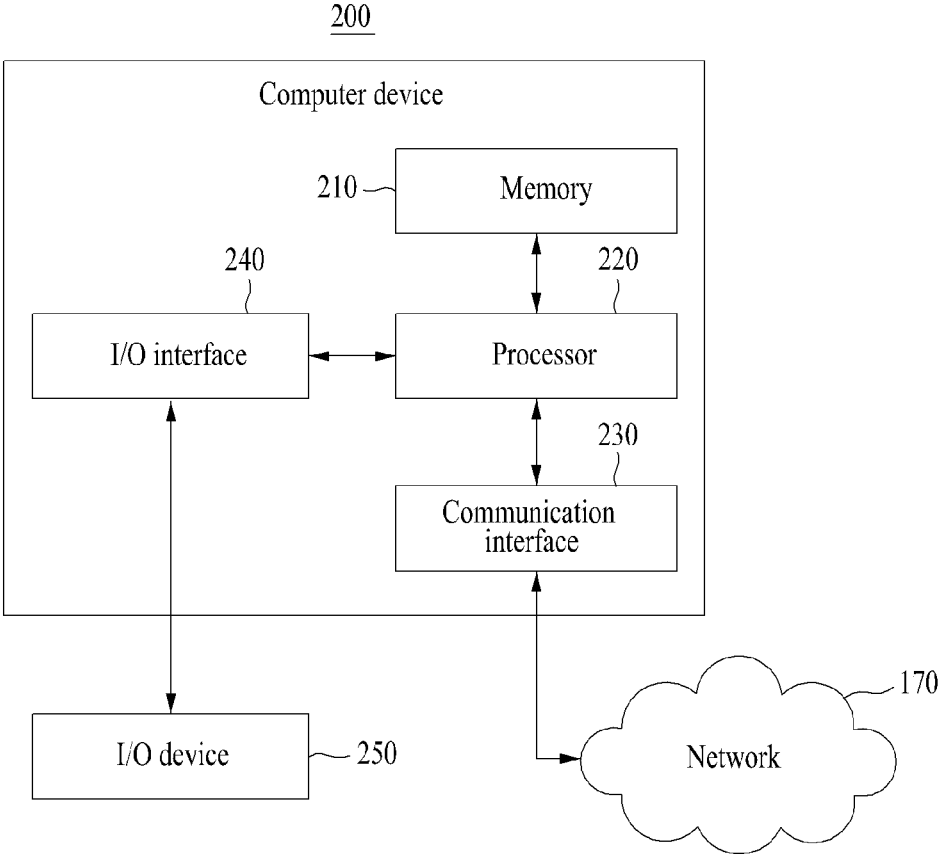 200
Computer device
210
Memory
240
220
I/O interface
Processor
230
Communication
interface
170
I/O device
250
Network